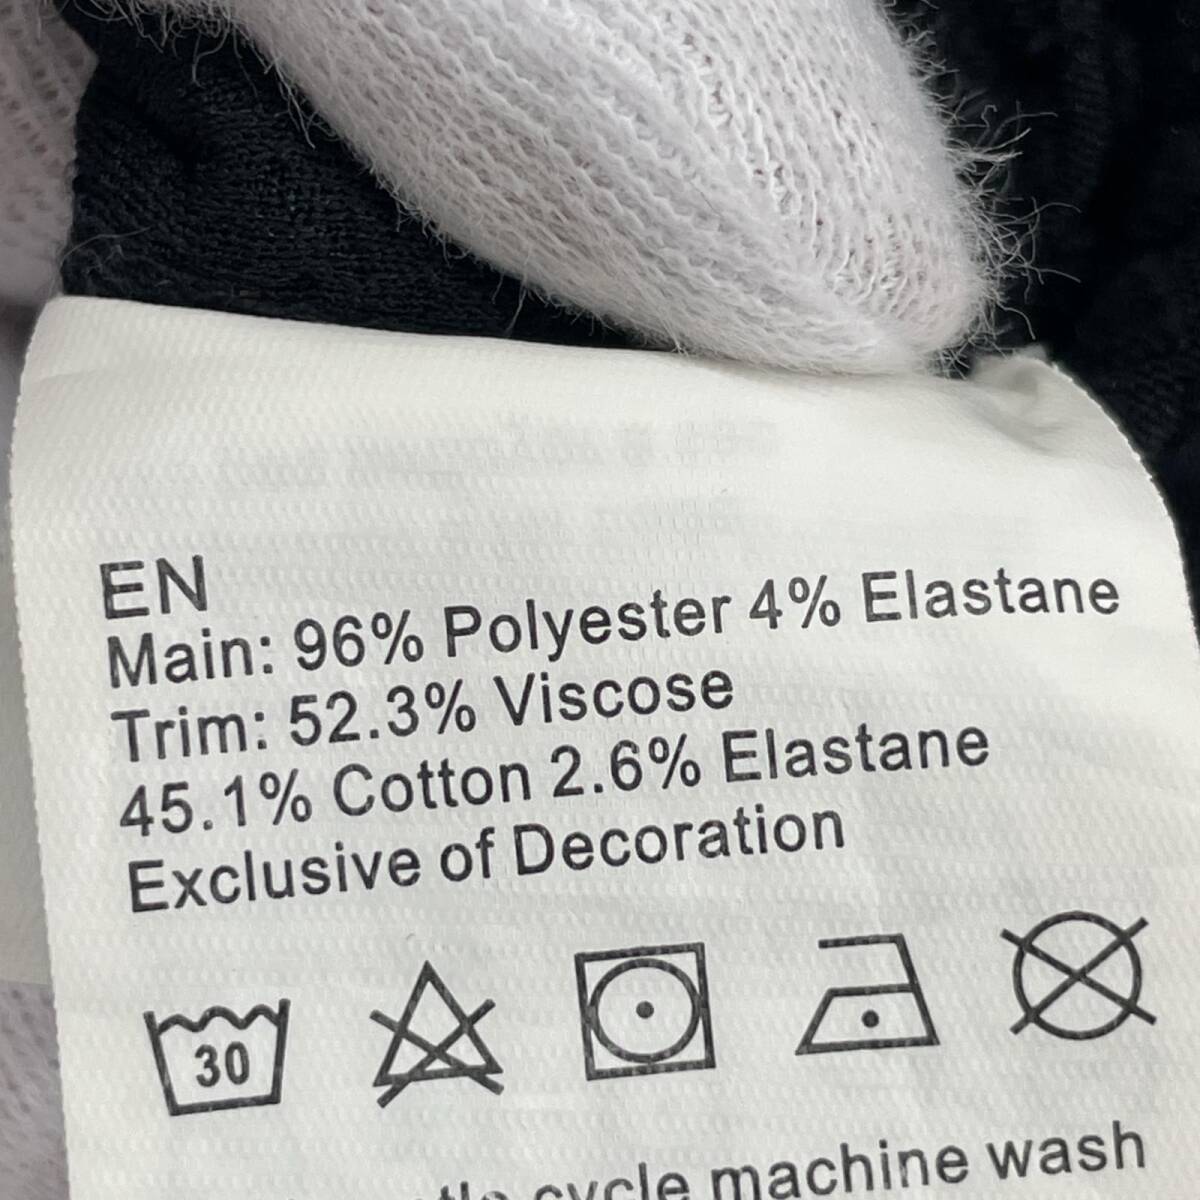 EN
Main: 96% Polyester 4% Elastane
Trim: 52.3% Viscose
45.1% Cotton 2.6% Elastane
Exclusive of Decoration
30
cycle machine wash